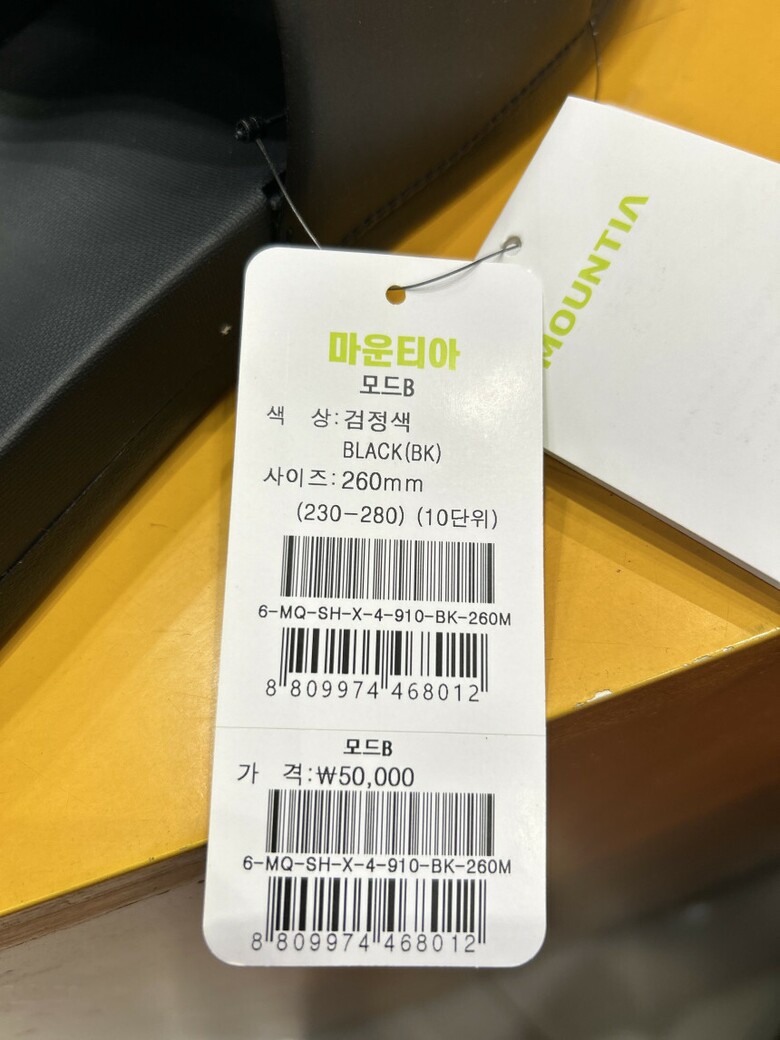 MOUNTIA
마운티아
모드B
색 상:검정색
BLACK(BK)
사이즈:260mm
(230-280) (10단위)
6-MQ-SH-X-4-910-BK-260M
8 809974 468012
모드B
가 격:₩50,000
6-MQ-SH-X-4-910-BK-260M
8 809974 468012